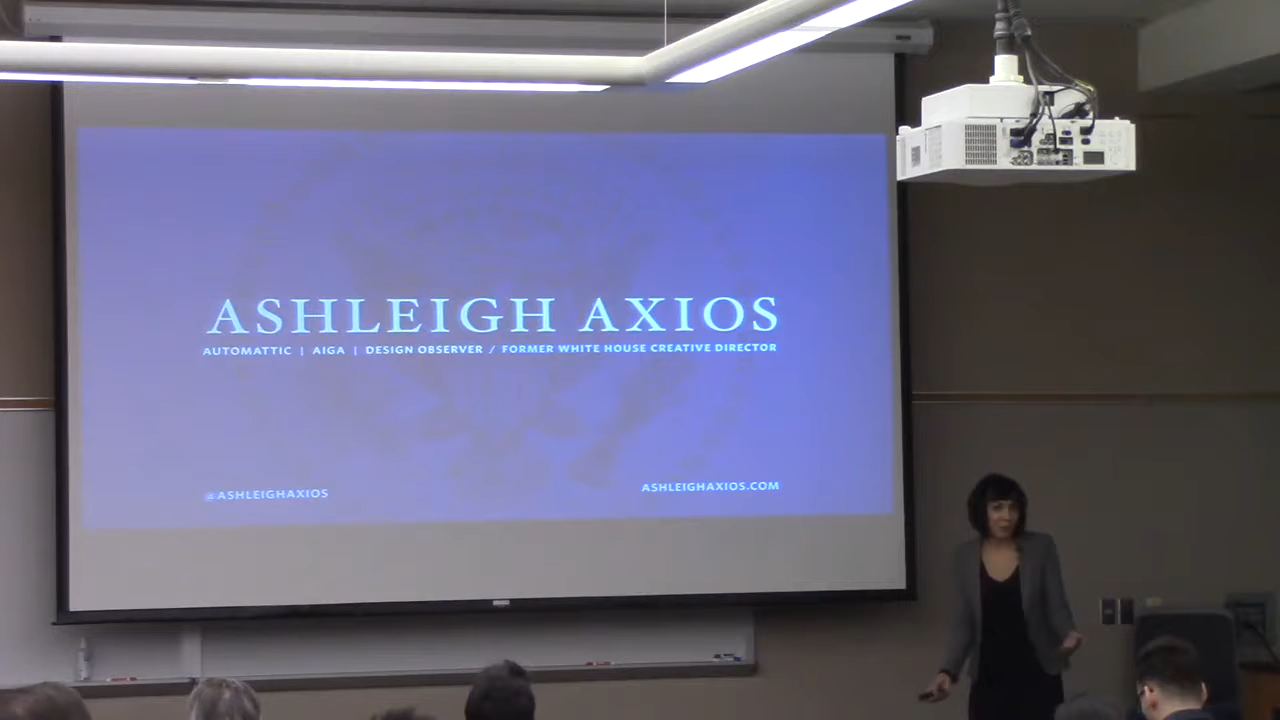 ASHLEIGH AXIOS
AUTOMATTIC | AIGA | DESIGN OBSERVER / FORMER WHITE HOUSE CREATIVE DIRECTOR
@ASHLEIGHAXIOS
ASHLEIGHAXIOS.COM